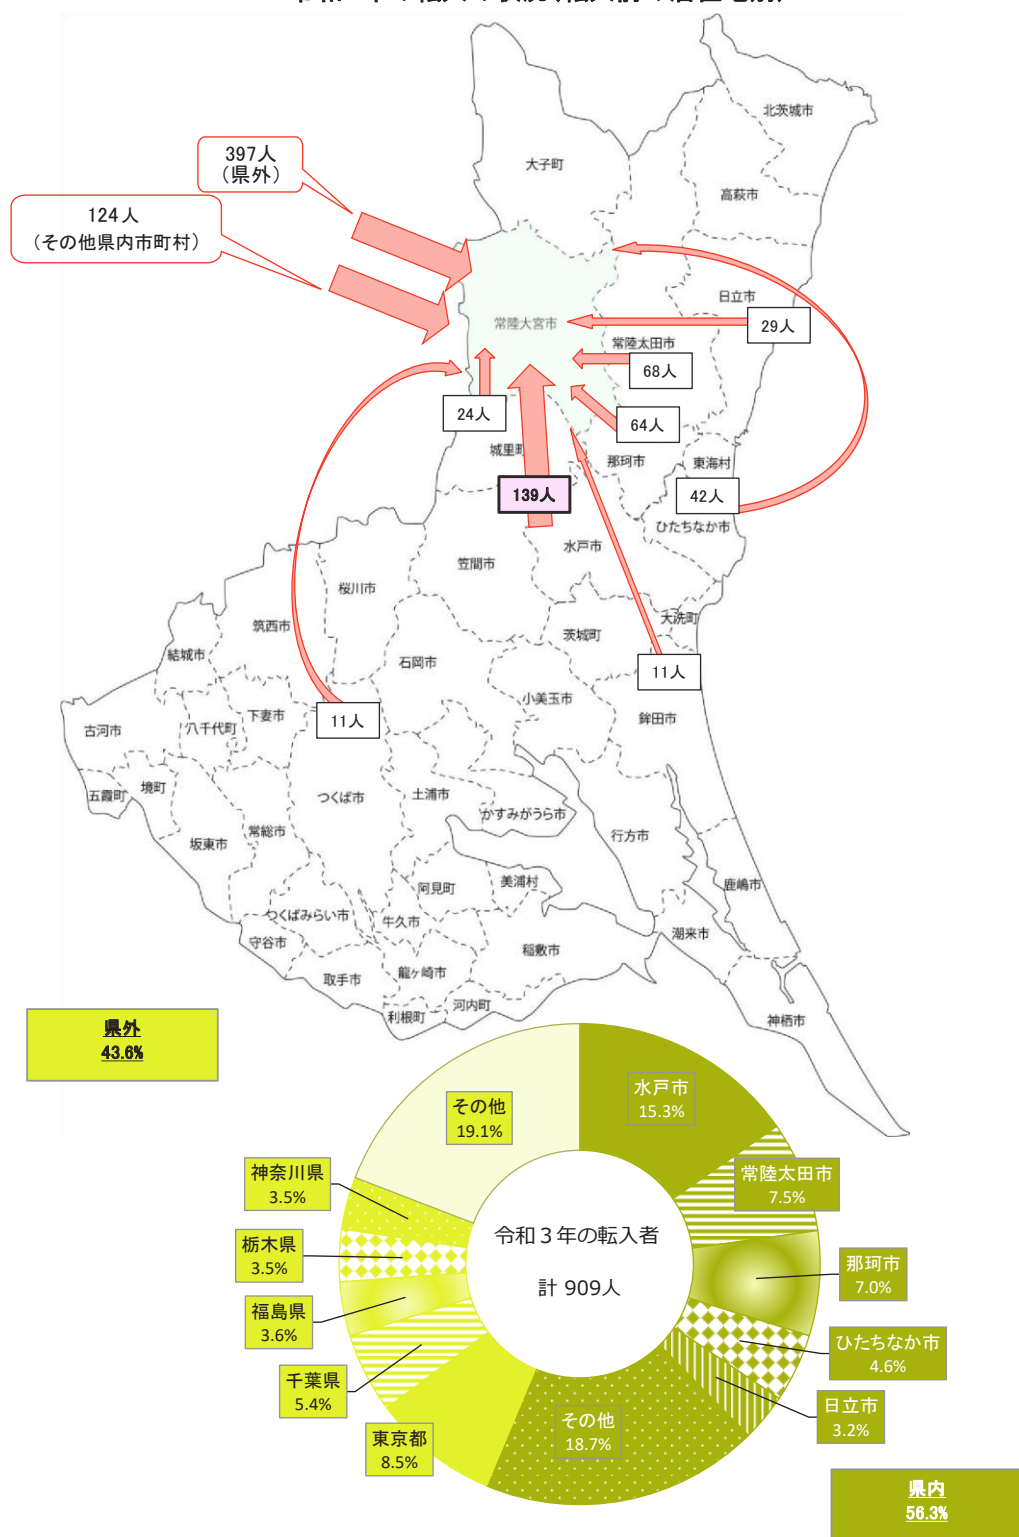 397人
（県外）
124人
（その他県内市町村）
北茨城市
大子町
高萩市
日立市
常陸大宮市
29人
常陸太田市
68人
24人
64人
城里町
那珂市
東海村
139人
42人
ひたちなか市
水戸市
笠間市
桜川市
筑西市
大洗町
茨城町
結城市
石岡市
11人
小美玉市
鉾田市
11人
古河市
八千代町
下妻市
五霞町
境町
つくば市
土浦市
かすみがうら市
行方市
坂東市
常総市
阿見町
美浦村
鹿嶋市
つくばみらい市
牛久市
潮来市
守谷市
稲敷市
取手市
龍ヶ崎市
利根町
河内町
神栖市
県外
43.6%
水戸市
15.3%
その他
19.1%
常陸太田市
7.5%
神奈川県
3.5%
栃木県
3.5%
令和３年の転入者
計 909人
那珂市
7.0%
福島県
3.6%
ひたちなか市
4.6%
千葉県
5.4%
日立市
3.2%
その他
18.7%
東京都
8.5%
県内
56.3%